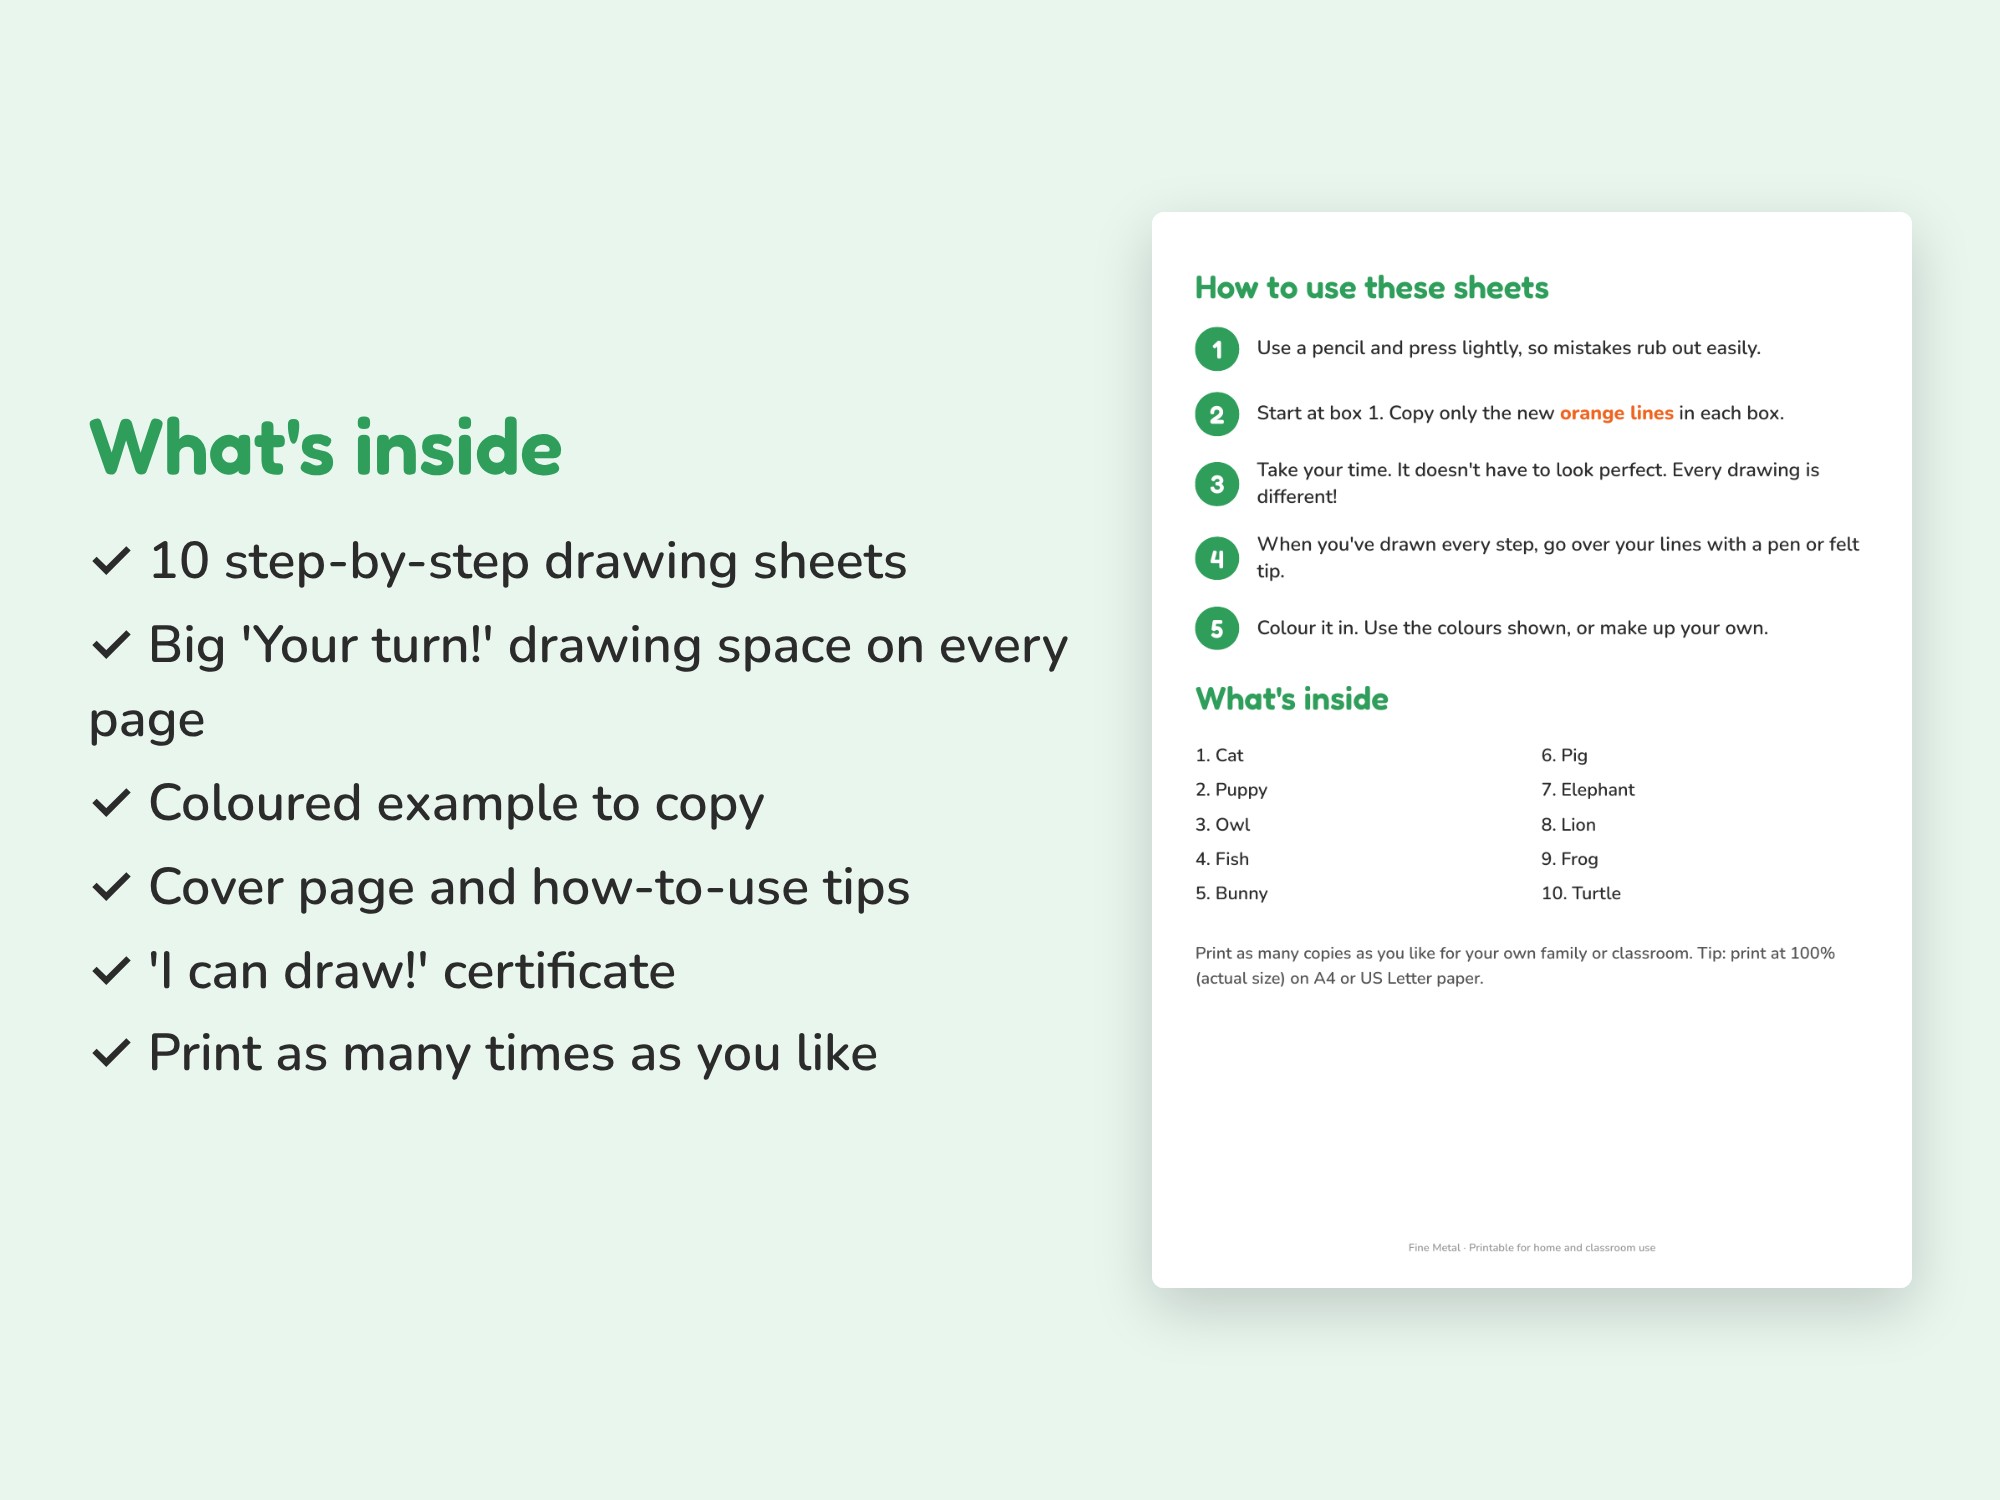 What's inside
✓ 10 step-by-step drawing sheets
✓ Big 'Your turn!' drawing space on every
page
✓ Coloured example to copy
✓ Cover page and how-to-use tips
✓ 'I can draw!' certificate
✓ Print as many times as you like
How to use these sheets
1 Use a pencil and press lightly, so mistakes rub out easily.
2 Start at box 1. Copy only the new orange lines in each box.
3 Take your time. It doesn't have to look perfect. Every drawing is
different!
4 When you've drawn every step, go over your lines with a pen or felt
tip.
5 Colour it in. Use the colours shown, or make up your own.
What's inside
1. Cat
2. Puppy
3. Owl
4. Fish
5. Bunny
6. Pig
7. Elephant
8. Lion
9. Frog
10. Turtle
Print as many copies as you like for your own family or classroom. Tip: print at 100%
(actual size) on A4 or US Letter paper.
Fine Metal · Printable for home and classroom use